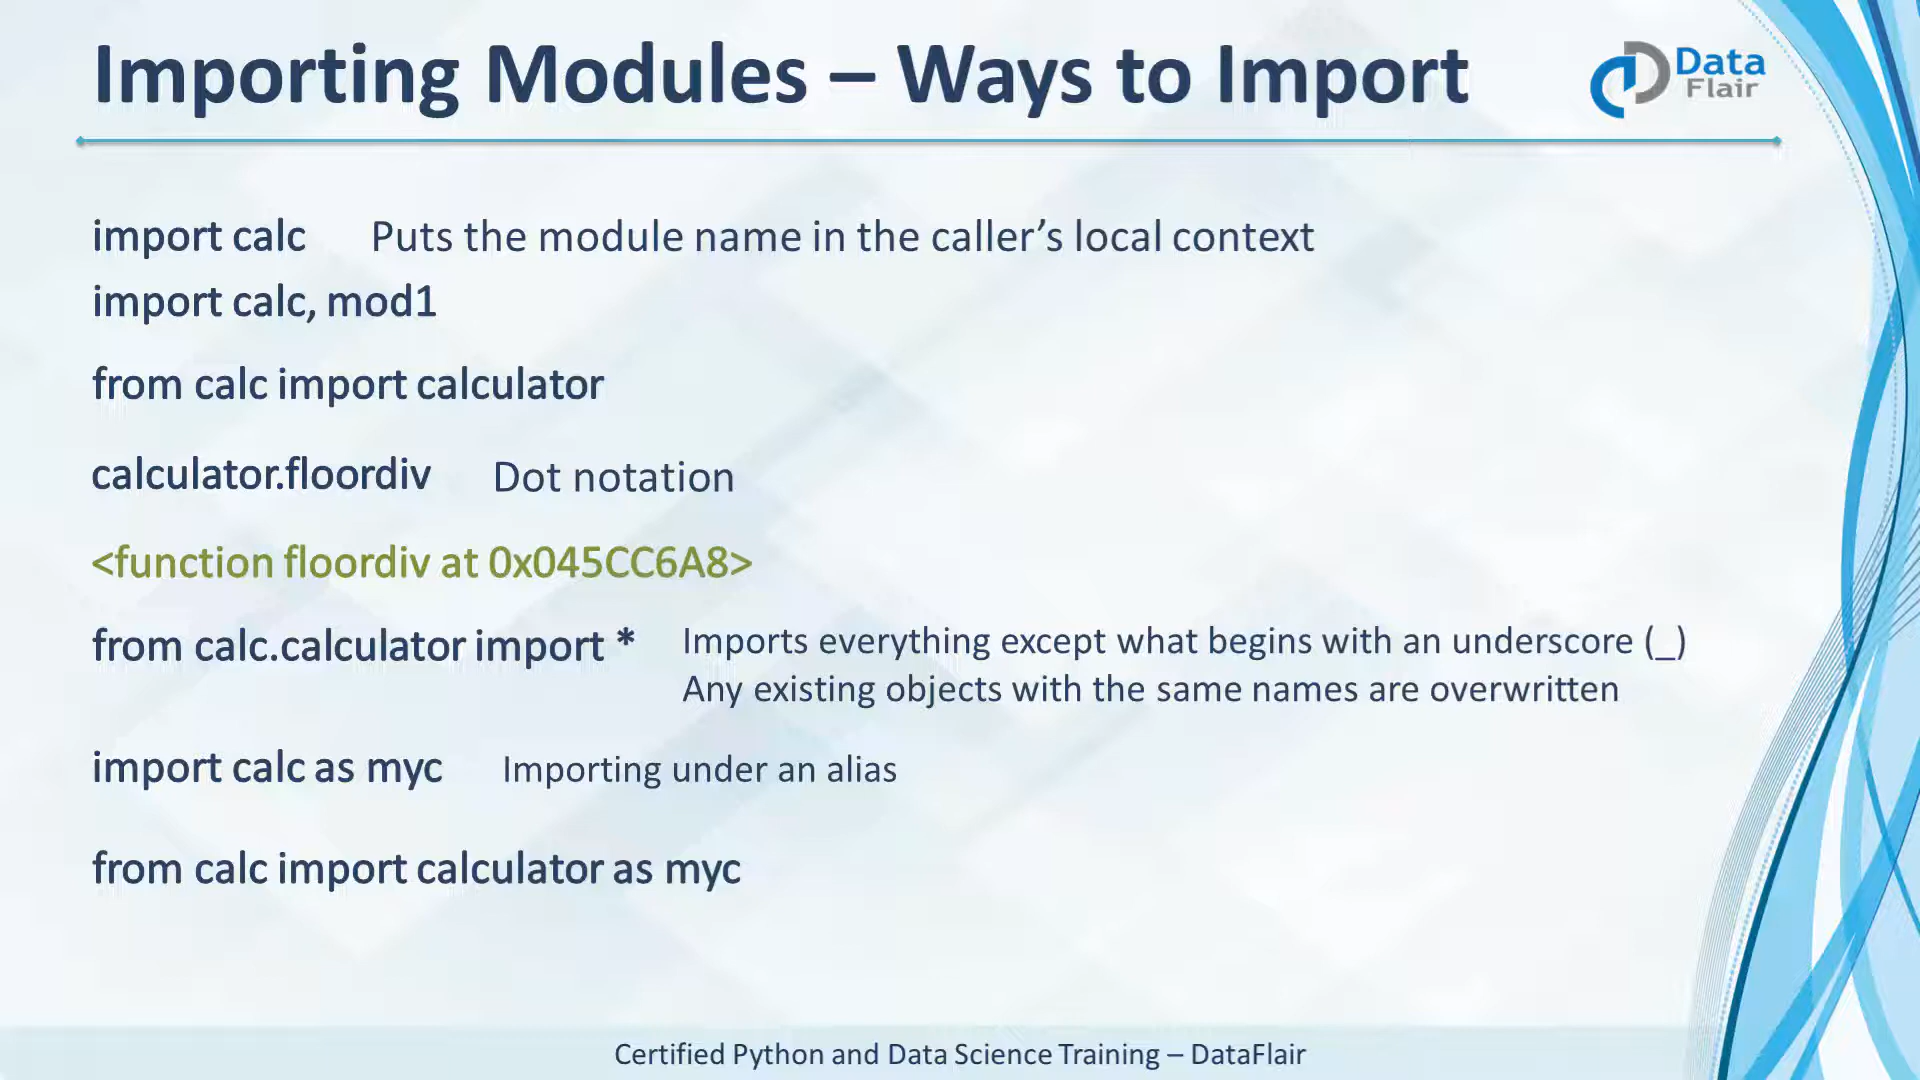 Importing Modules – Ways to Import
Data
Flair
import calc Puts the module name in the caller’s local context
import calc, mod1
from calc import calculator
calculator.floordiv Dot notation
<function floordiv at 0x045CC6A8>
from calc.calculator import * Imports everything except what begins with an underscore (_)
Any existing objects with the same names are overwritten
import calc as myc Importing under an alias
from calc import calculator as myc
Certified Python and Data Science Training – DataFlair